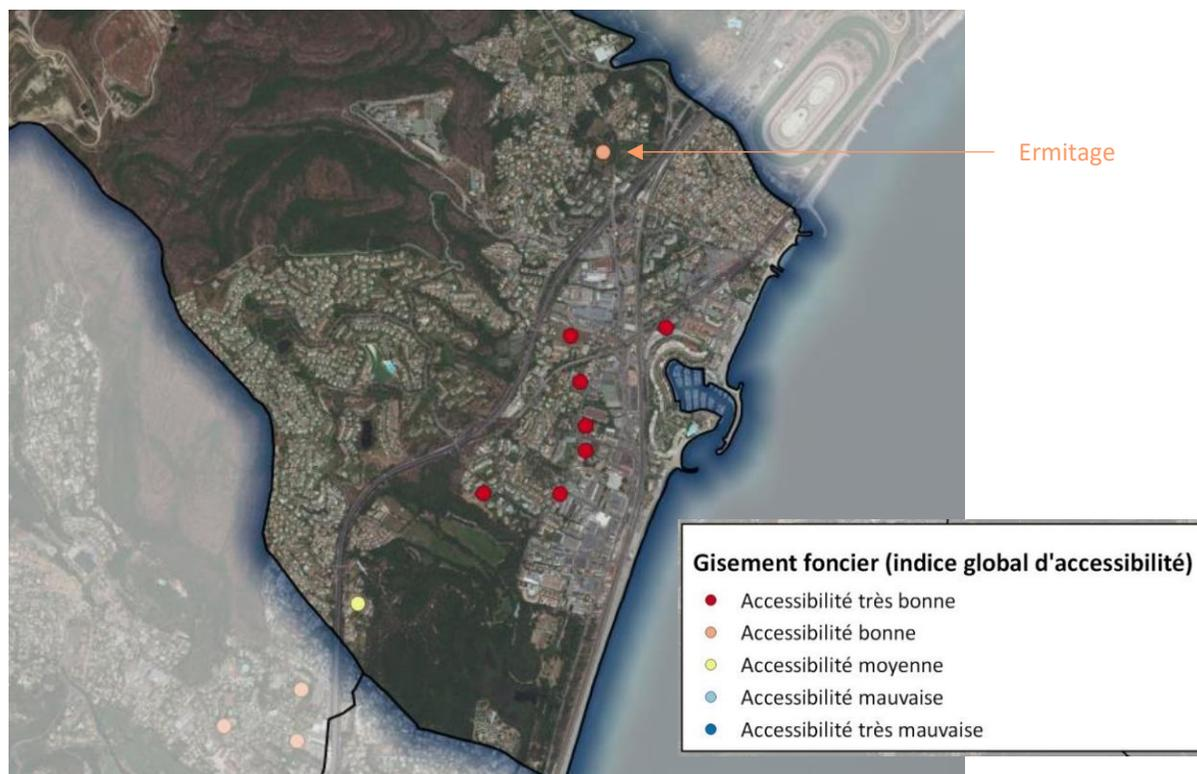 Ermitage
Gisement foncier (indice global d'accessibilité)
Accessibilité très bonne
Accessibilité bonne
Accessibilité moyenne
Accessibilité mauvaise
Accessibilité très mauvaise